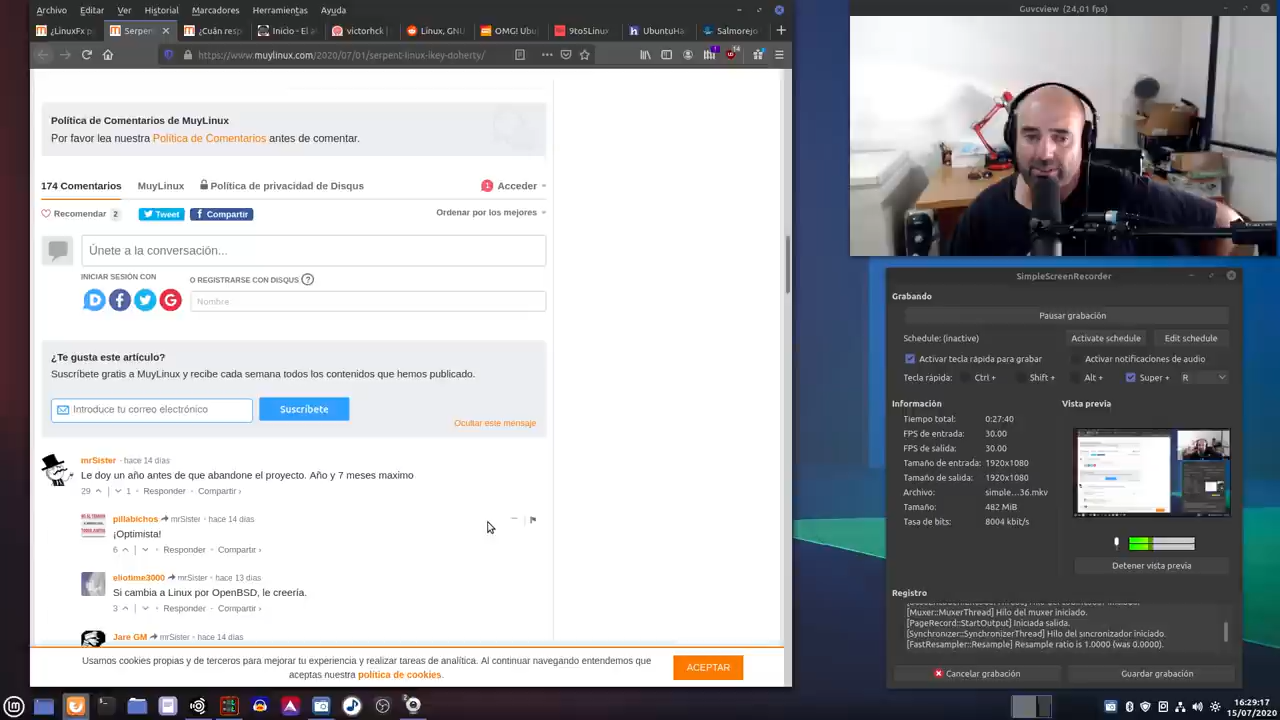 Archivo Editar Ver Historial Marcadores Herramientas Ayuda
¿LinuxFx p
Serpent
¿Cuán resp
Inicio - El a
victorhck
Linux, GNU
OMG! Ubu
9to5Linux
UbuntuHa
Salmorejo
https://www.muylinux.com/2020/07/01/serpent-linux-ikey-doherty/
Política de Comentarios de MuyLinux
Por favor lea nuestra Política de Comentarios antes de comentar.
174 Comentarios MuyLinux Política de privacidad de Disqus 1 Acceder
Recomendar 2 Tweet Compartir Ordenar por los mejores
Únete a la conversación...
INICIAR SESIÓN CON O REGISTRARSE CON DISQUS ?
Nombre
¿Te gusta este artículo?
Suscríbete gratis a MuyLinux y recibe cada semana todos los contenidos que hemos publicado.
Introduce tu correo electrónico Suscríbete
Ocultar este mensaje
mrSister · hace 14 días
Le doy un año antes de que abandone el proyecto. Año y 7 meses maximo
29 1 · Responder · Compartir ›
pillabichos mrSister · hace 14 días
¡Optimista!
6 · Responder · Compartir ›
eliotime3000 mrSister · hace 13 días
Si cambia a Linux por OpenBSD, le creería.
3 · Responder · Compartir ›
Jare GM mrSister · hace 14 días
Usamos cookies propias y de terceros para mejorar tu experiencia y realizar tareas de analítica. Al continuar navegando entendemos que
aceptas nuestra política de cookies.
ACEPTAR
Guvcview (24,01 fps)
SimpleScreenRecorder
Grabando
Pausar grabación
Schedule: (inactive) Activate schedule Edit schedule
Activar tecla rápida para grabar Activar notificaciones de audio
Tecla rápida: Ctrl + Shift + Alt + Super + R
Información Vista previa
Tiempo total: 0:27:40
FPS de entrada: 30.00
FPS de salida: 30.00
Tamaño de entrada: 1920x1080
Tamaño de salida: 1920x1080
Archivo: simple...36.mkv
Tamaño: 482 MiB
Tasa de bits: 8004 kbit/s
Detener vista previa
Registro
[Muxer::MuxerThread] Hilo del muxer iniciado.
[PageRecord::StartOutput] Iniciada salida.
[Synchronizer::SynchronizerThread] Hilo del sincronizador iniciado.
[FastResampler::Resample] Resample ratio is 1.0000 (was 0.0000).
Cancelar grabación Guardar grabación
16:29:17
15/07/2020